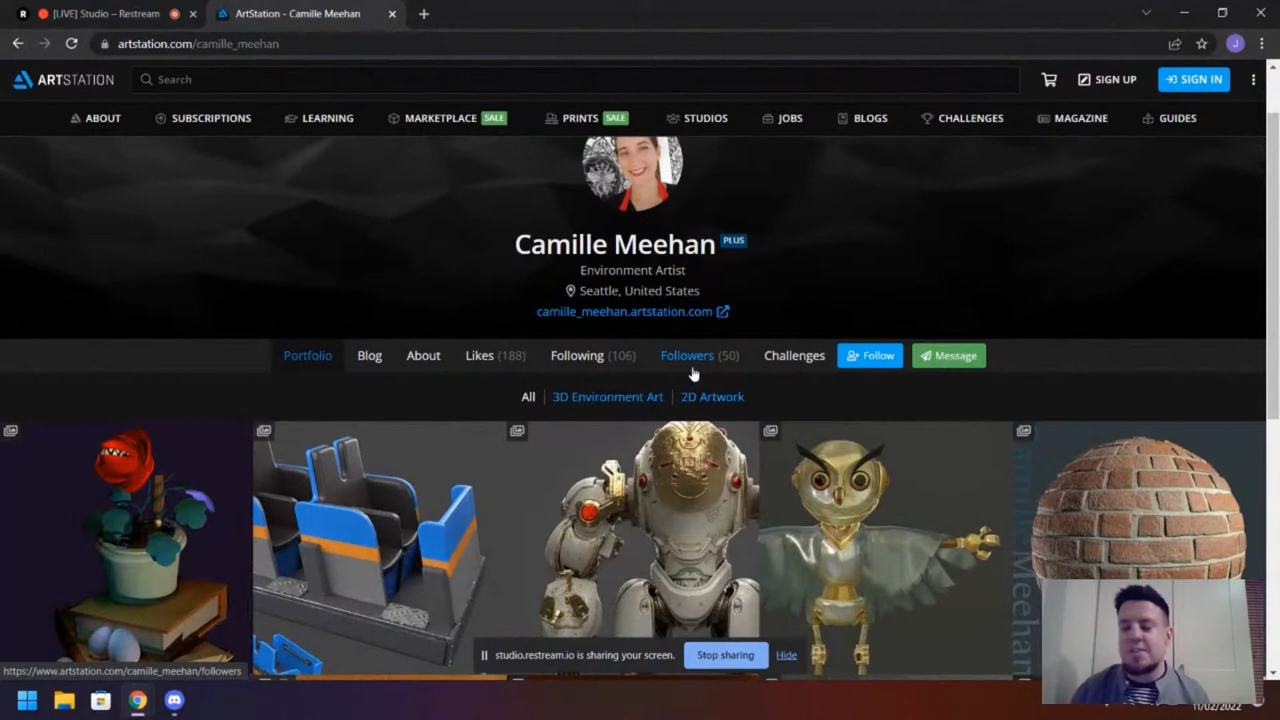 R [LIVE] Studio – Restream
ArtStation - Camille Meehan
artstation.com/camille_meehan
J
ARTSTATION
Search
SIGN UP
SIGN IN
ABOUT
SUBSCRIPTIONS
LEARNING
MARKETPLACE SALE
PRINTS SALE
STUDIOS
JOBS
BLOGS
CHALLENGES
MAGAZINE
GUIDES
Camille Meehan PLUS
Environment Artist
Seattle, United States
camille_meehan.artstation.com
Portfolio
Blog
About
Likes (188)
Following (106)
Followers (50)
Challenges
Follow
Message
All
3D Environment Art
2D Artwork
Meehan
studio.restream.io is sharing your screen.
Stop sharing
Hide
https://www.artstation.com/camille_meehan/followers
11/02/2022